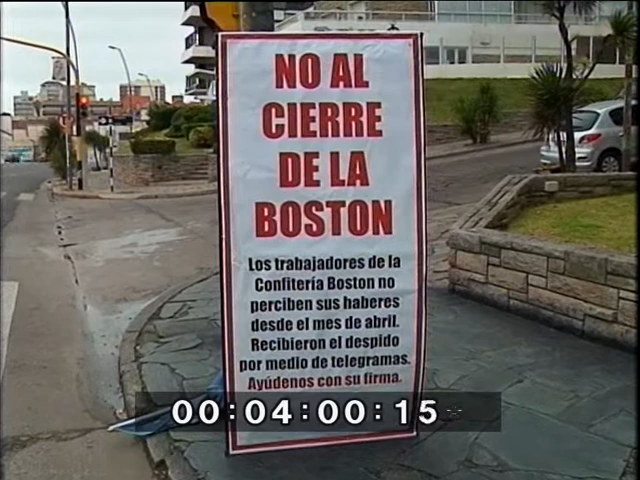 NO AL
CIERRE
DE LA
BOSTON
Los trabajadores de la
Confitería Boston no
perciben sus haberes
desde el mes de abril.
Recibieron el despido
por medio de telegramas.
Ayúdenos con su firma.
00:04:00:15